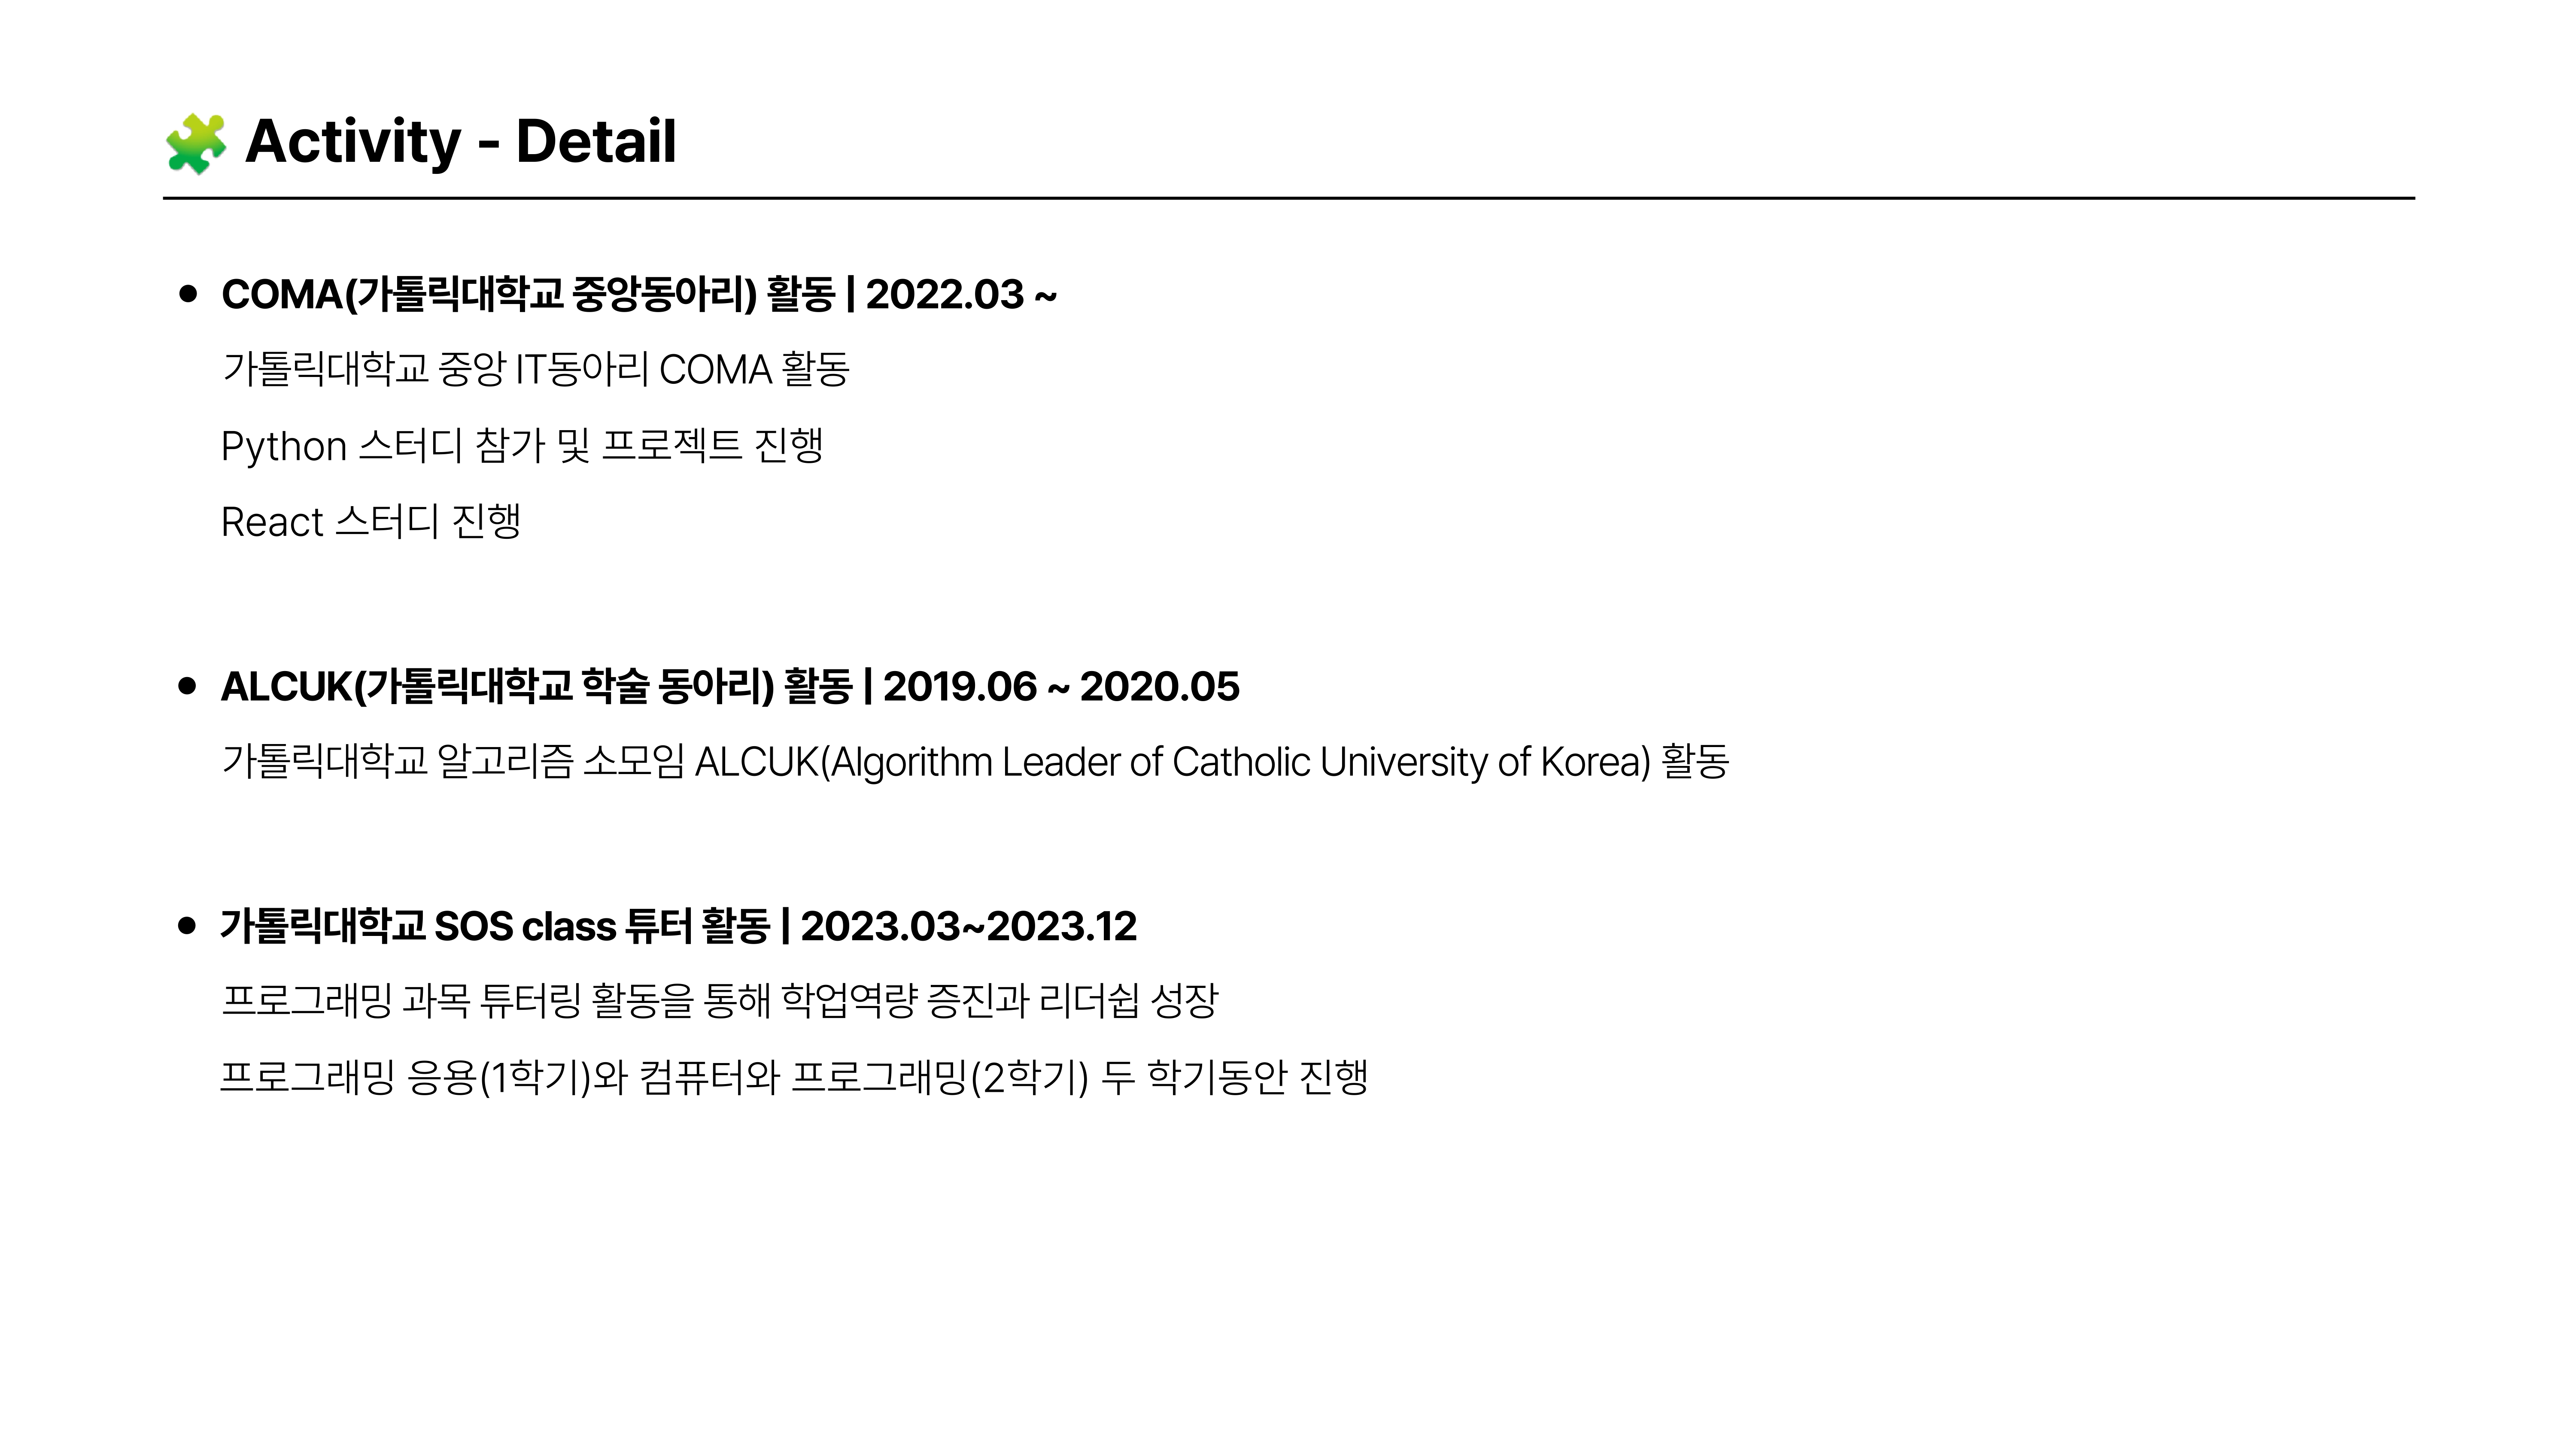 Activity - Detail
• COMA(가톨릭대학교 중앙동아리) 활동 | 2022.03 ~
가톨릭대학교 중앙 IT동아리 COMA 활동
Python 스터디 참가 및 프로젝트 진행
React 스터디 진행
• ALCUK(가톨릭대학교 학술 동아리) 활동 | 2019.06 ~ 2020.05
가톨릭대학교 알고리즘 소모임 ALCUK(Algorithm Leader of Catholic University of Korea) 활동
• 가톨릭대학교 SOS class 튜터 활동 | 2023.03~2023.12
프로그래밍 과목 튜터링 활동을 통해 학업역량 증진과 리더쉽 성장
프로그래밍 응용(1학기)와 컴퓨터와 프로그래밍(2학기) 두 학기동안 진행